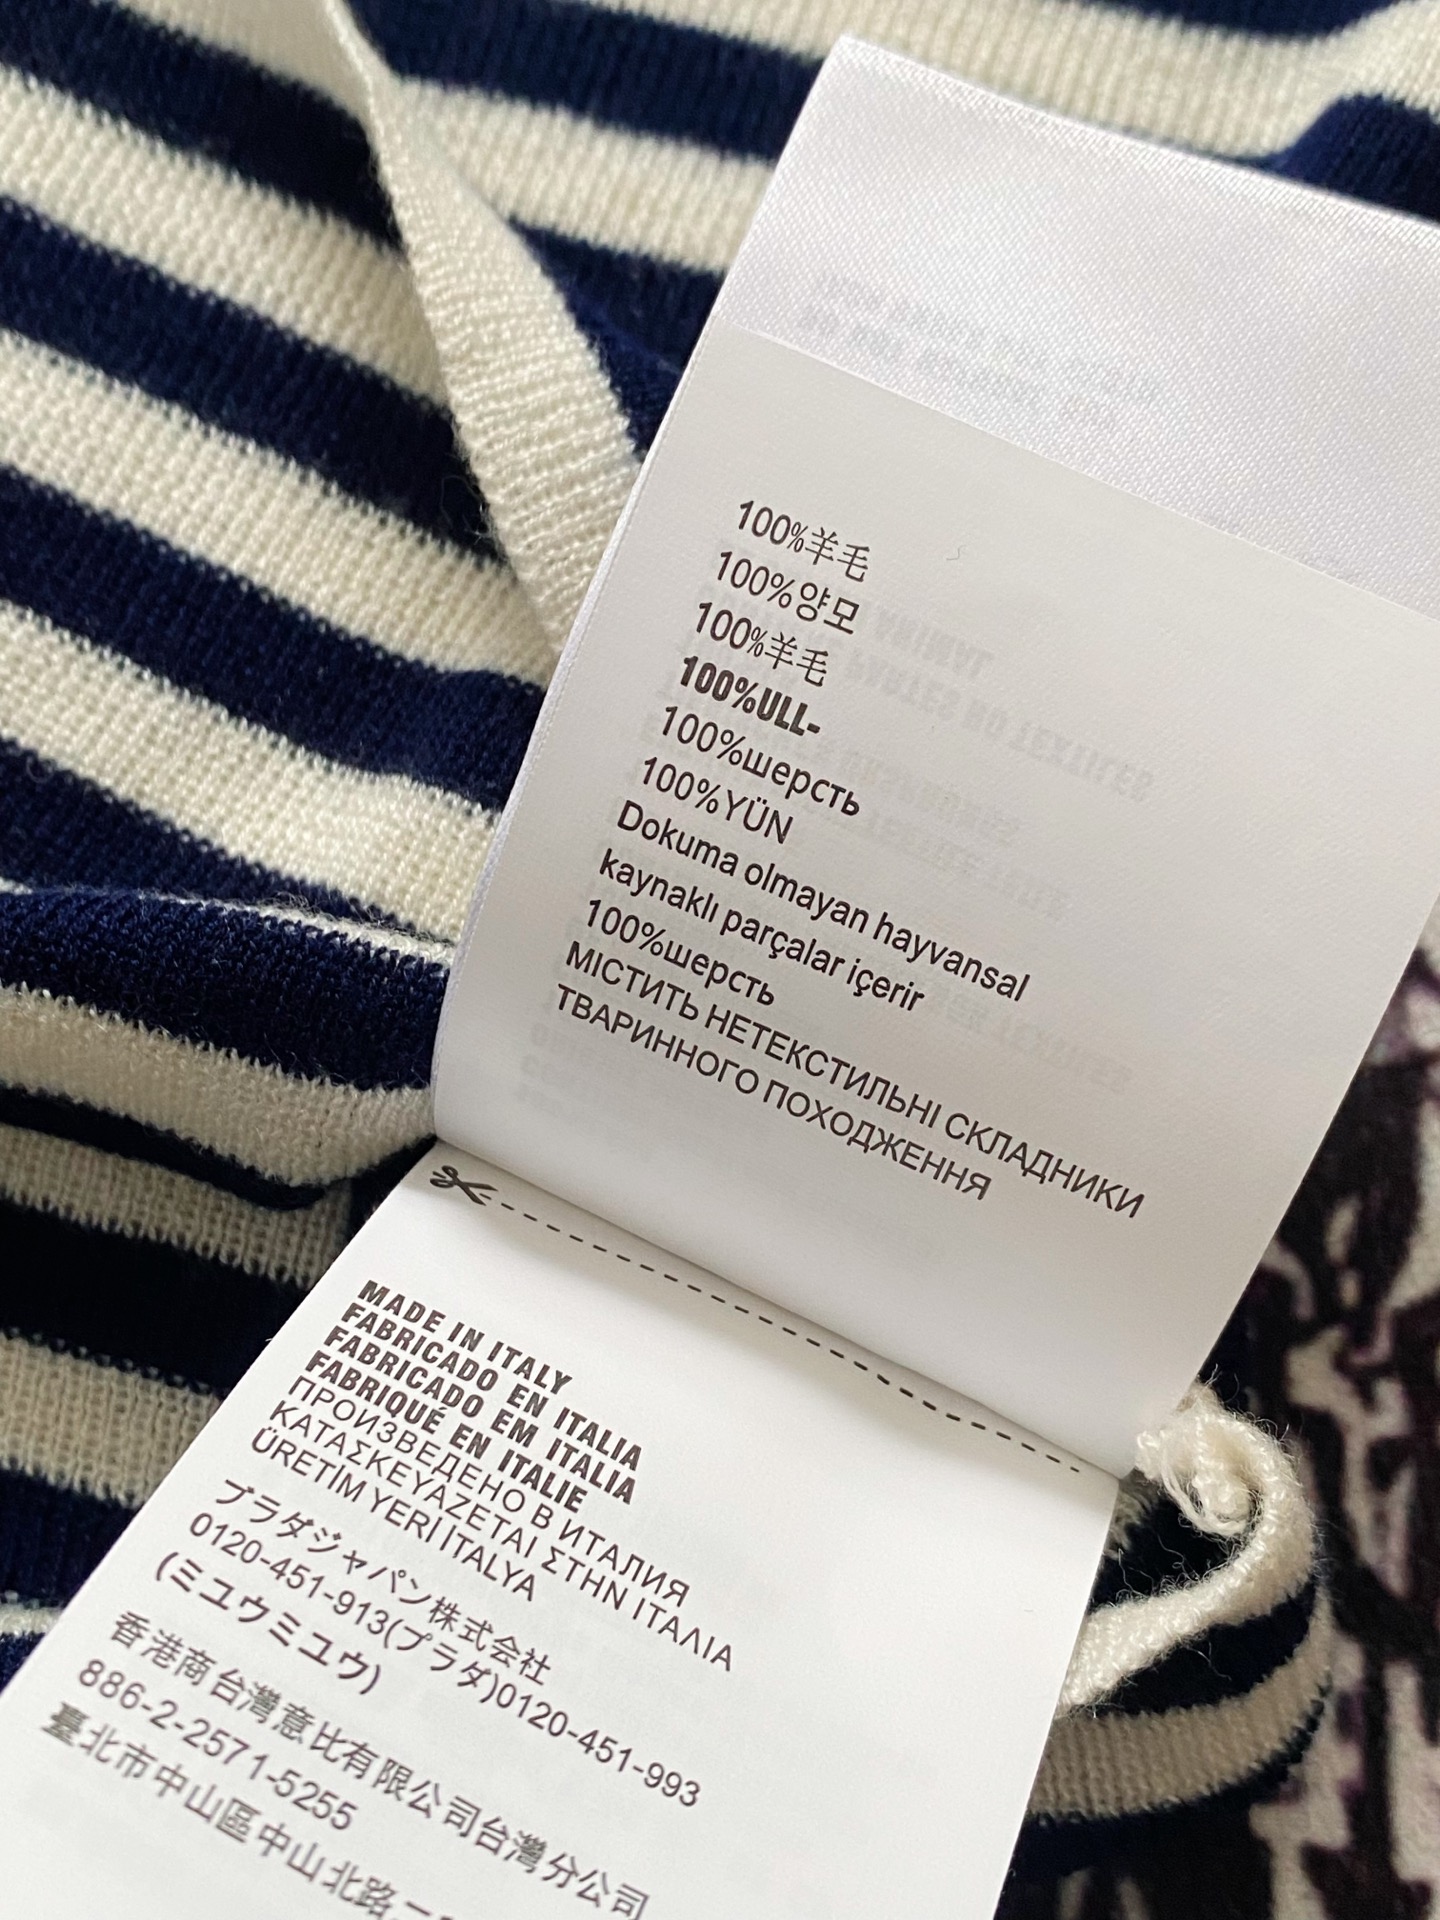 100%羊毛
100%양모
100%羊毛
100%ULL-
100%шерсть
100%YÜN
Dokuma olmayan hayvansal
kaynaklı parçalar içerir
100%шерсть
МІСТИТЬ НЕТЕКСТИЛЬНІ СКЛАДНИКИ
ТВАРИННОГО ПОХОДЖЕННЯ
MADE IN ITALY
FABRICADO EN ITALIA
FABRICADO EM ITALIA
FABRIQUÉ EN ITALIE
ПРОИЗВЕДЕНО В ИТАЛИЯ
ΚΑΤΑΣΚΕΥΑΖΕΤΑΙ ΣΤΗΝ ΙΤΑΛΙΑ
ÜRETİM YERI İTALYA
プラダジャパン株式会社
0120-451-913(プラダ)0120-451-993
(ミュウミュウ)
香港商台灣意比有限公司台灣分公司
886-2-2571-5255
臺北市中山區中山北路